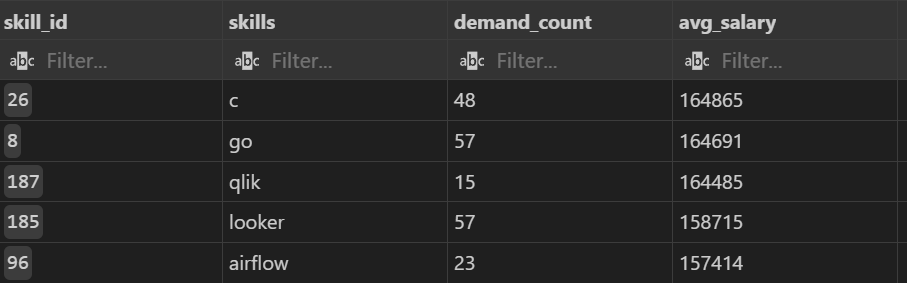 skill_id skills demand_count avg_salary
abc Filter... abc Filter... abc Filter... abc Filter...
26 c 48 164865
8 go 57 164691
187 qlik 15 164485
185 looker 57 158715
96 airflow 23 157414